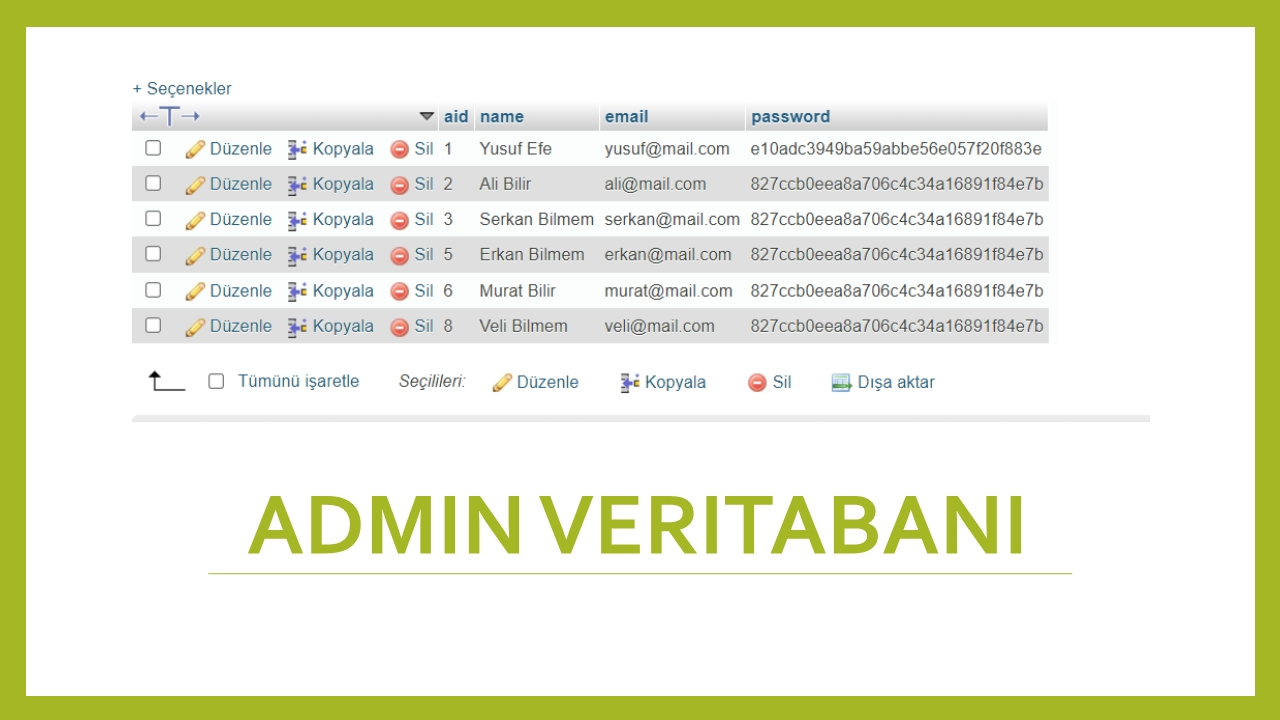 + Seçenekler
←T→ aid name email password
Düzenle Kopyala Sil 1 Yusuf Efe yusuf@mail.com e10adc3949ba59abbe56e057f20f883e
Düzenle Kopyala Sil 2 Ali Bilir ali@mail.com 827ccb0eea8a706c4c34a16891f84e7b
Düzenle Kopyala Sil 3 Serkan Bilmem serkan@mail.com 827ccb0eea8a706c4c34a16891f84e7b
Düzenle Kopyala Sil 5 Erkan Bilmem erkan@mail.com 827ccb0eea8a706c4c34a16891f84e7b
Düzenle Kopyala Sil 6 Murat Bilir murat@mail.com 827ccb0eea8a706c4c34a16891f84e7b
Düzenle Kopyala Sil 8 Veli Bilmem veli@mail.com 827ccb0eea8a706c4c34a16891f84e7b
Tümünü işaretle Seçilileri: Düzenle Kopyala Sil Dışa aktar
ADMIN VERITABANI